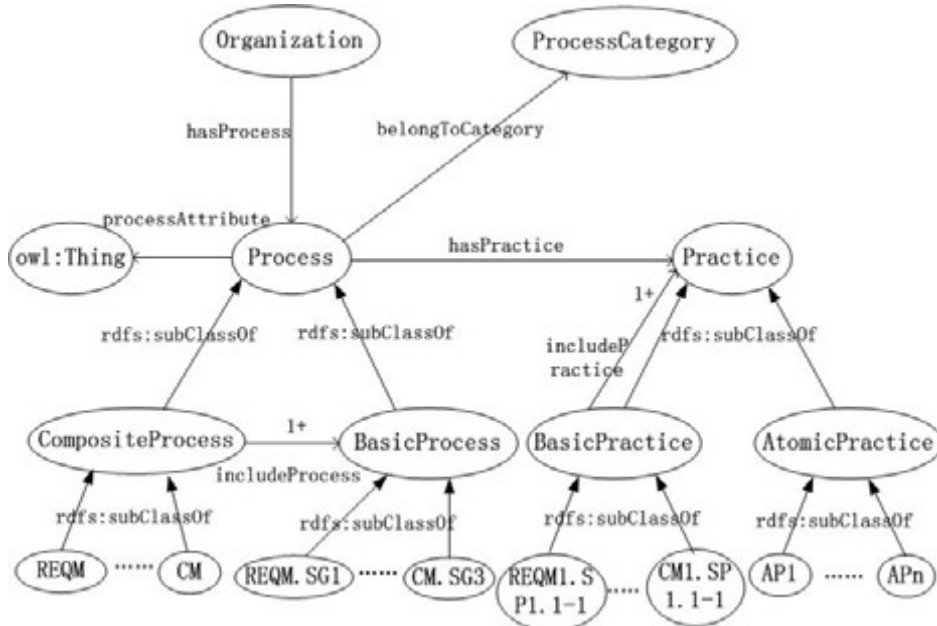 Organization
ProcessCategory
hasProcess
belongToCategory
processAttribute
owl:Thing
Process
hasPractice
Practice
1+
rdfs:subClassOf
rdfs:subClassOf
includeP
ractice
rdfs:subClassOf
CompositeProcess
1+
includeProcess
BasicProcess
BasicPractice
AtomicPractice
rdfs:subClassOf
rdfs:subClassOf
rdfs:subClassOf
rdfs:subClassOf
REQM
......
CM
REQM.SG1
......
CM.SG3
REQM1.S
P1.1-1
.....
CM1.SP
1.1-1
AP1
......
APn